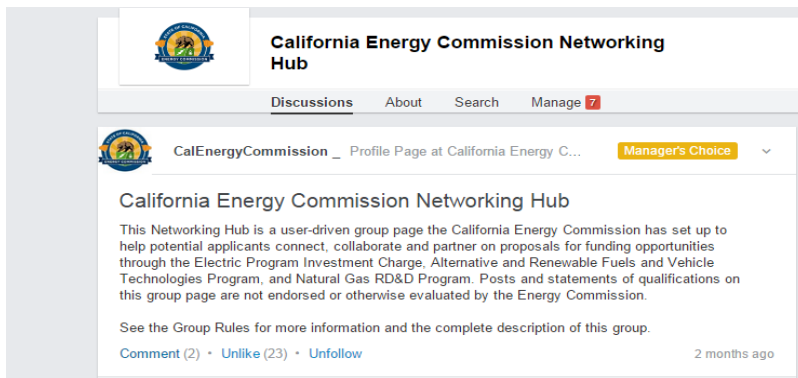 STATE OF CALIFORNIA
ENERGY COMMISSION
California Energy Commission Networking
Hub
Discussions About Search Manage 7
CalEnergyCommission _ Profile Page at California Energy C... Manager's Choice
California Energy Commission Networking Hub
This Networking Hub is a user-driven group page the California Energy Commission has set up to
help potential applicants connect, collaborate and partner on proposals for funding opportunities
through the Electric Program Investment Charge, Alternative and Renewable Fuels and Vehicle
Technologies Program, and Natural Gas RD&D Program. Posts and statements of qualifications on
this group page are not endorsed or otherwise evaluated by the Energy Commission.
See the Group Rules for more information and the complete description of this group.
Comment (2) • Unlike (23) • Unfollow 2 months ago